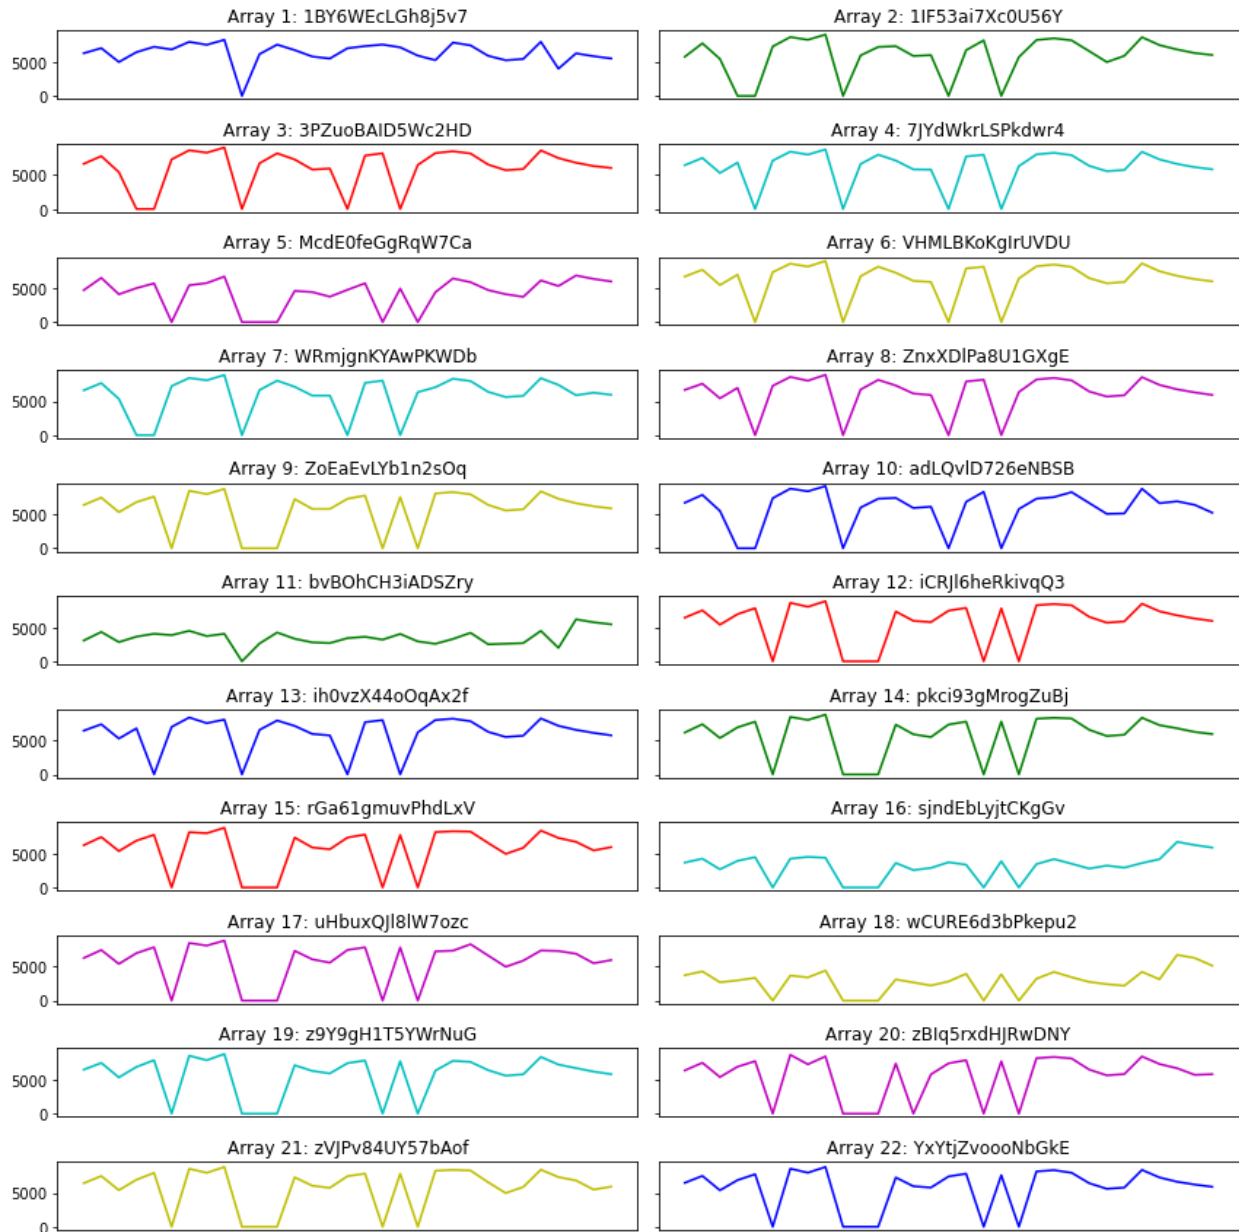 Array 1: 1BY6WEcLGh8j5v7
Array 2: 1IF53ai7Xc0U56Y
5000
0
Array 3: 3PZuoBAID5Wc2HD
Array 4: 7JYdWkrLSPkdwr4
5000
0
Array 5: McdE0feGgRqW7Ca
Array 6: VHMLBKoKgIrUVDU
5000
0
Array 7: WRmjgnKYAwPKWDb
Array 8: ZnxXDlPa8U1GXgE
5000
0
Array 9: ZoEaEvLYb1n2sOq
Array 10: adLQvlD726eNBSB
5000
0
Array 11: bvBOhCH3iADSZry
Array 12: iCRJl6heRkivqQ3
5000
0
Array 13: ih0vzX44oOqAx2f
Array 14: pkci93gMrogZuBj
5000
0
Array 15: rGa61gmuvPhdLxV
Array 16: sjndEbLyjtCKgGv
5000
0
Array 17: uHbuxQJl8lW7ozc
Array 18: wCURE6d3bPkepu2
5000
0
Array 19: z9Y9gH1T5YWrNuG
Array 20: zBIq5rxdHJRwDNY
5000
0
Array 21: zVJPv84UY57bAof
Array 22: YxYtjZvoooNbGkE
5000
0